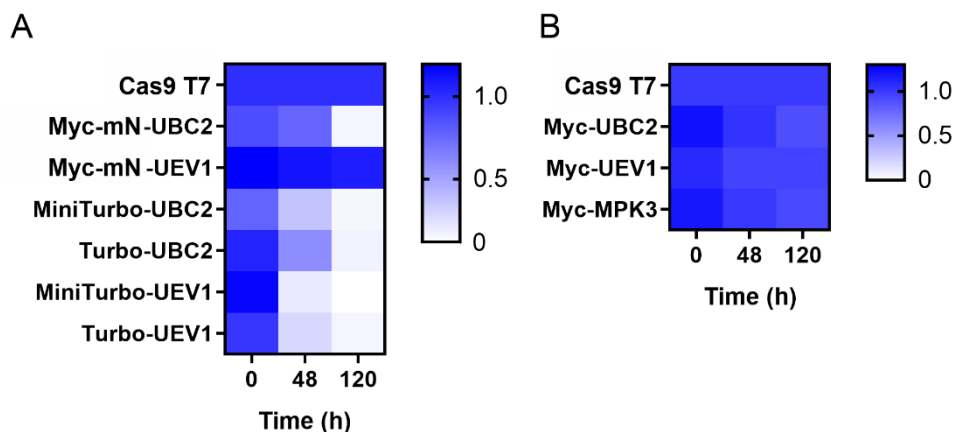 A
Cas9 T7
Myc-mN-UBC2
Myc-mN -UEV1
MiniTurbo-UBC2
Turbo-UBC2
MiniTurbo-UEV1
Turbo-UEV1
0 48 120
Time (h)
1.0
0.5
0
B
Cas9 T7
Myc-UBC2
Myc-UEV1
Myc-MPK3
0 48 120
Time (h)
1.0
0.5
0